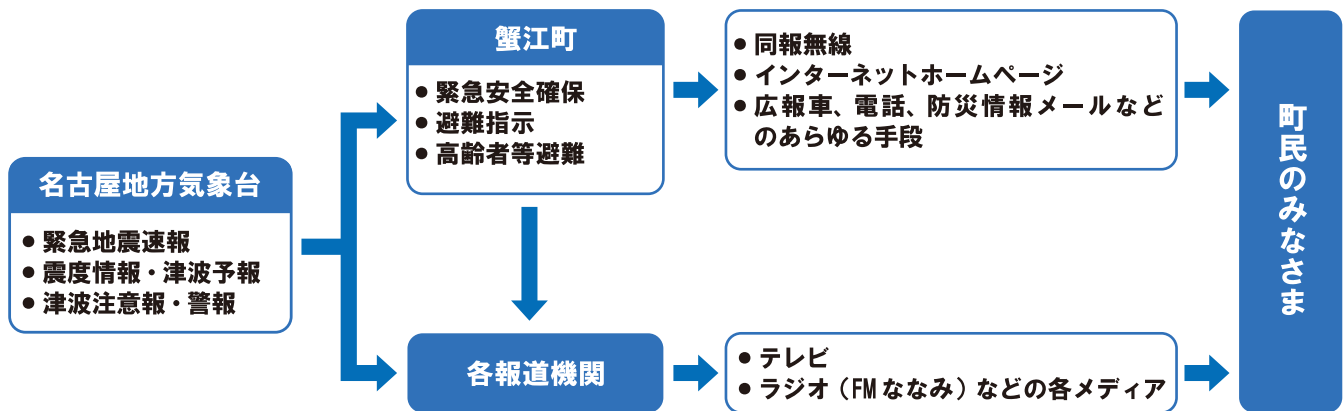 名古屋地方気象台
● 緊急地震速報
● 震度情報・津波予報
● 津波注意報・警報
蟹江町
● 緊急安全確保
● 避難指示
● 高齢者等避難
● 同報無線
● インターネットホームページ
● 広報車、電話、防災情報メールなど
のあらゆる手段
各報道機関
● テレビ
● ラジオ（FMななみ）などの各メディア
町民のみなさま